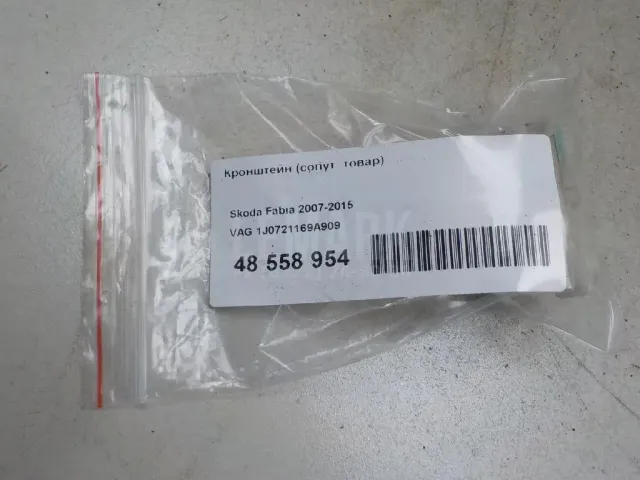 Кронштейн (сопут. товар)
Skoda Fabia 2007-2015
VAG 1J0721169A909
48 558 954